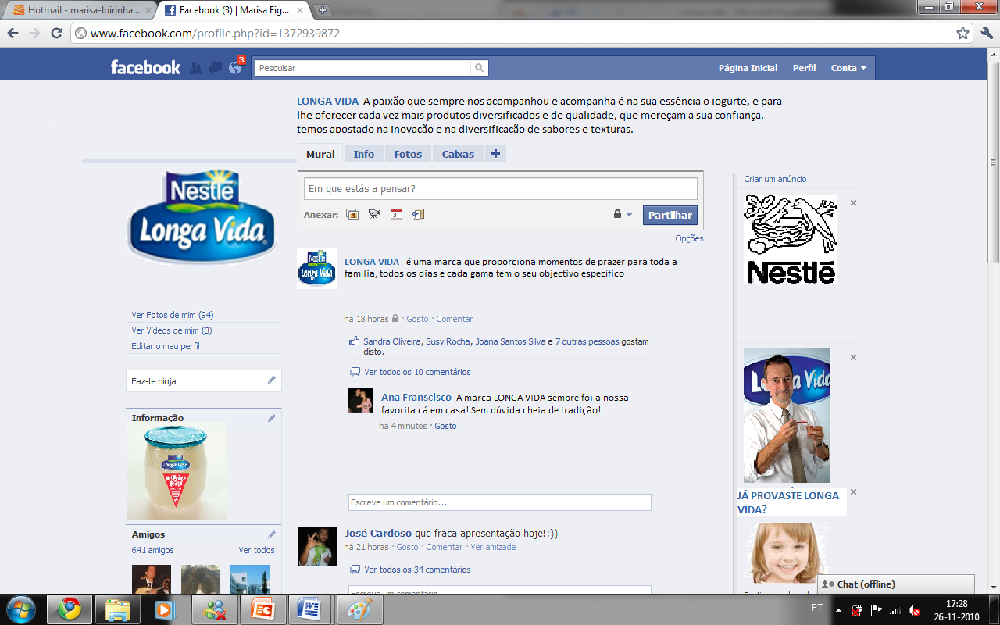 Hotmail - marisa-loirinha...
Facebook (3) | Marisa Fig...
www.facebook.com/profile.php?id=1372939872
facebook
3
Pesquisar
Página Inicial
Perfil
Conta
LONGA VIDA A paixão que sempre nos acompanhou e acompanha é na sua essência o iogurte, e para
lhe oferecer cada vez mais produtos diversificados e de qualidade, que mereçam a sua confiança,
temos apostado na inovação e na diversificação de sabores e texturas.
Mural
Info
Fotos
Caixas
+
Nestlé
Longa Vida
Em que estás a pensar?
Anexar:
31
Partilhar
Opções
Nestlé
Longa Vida
LONGA VIDA é uma marca que proporciona momentos de prazer para toda a
família, todos os dias e cada gama tem o seu objectivo específico
há 18 horas · Gosto · Comentar
Sandra Oliveira, Susy Rocha, Joana Santos Silva e 7 outras pessoas gostam
disto.
Ver todos os 10 comentários
Ana Franscisco A marca LONGA VIDA sempre foi a nossa
favorita cá em casa! Sem dúvida cheia de tradição!
há 4 minutos · Gosto
Escreve um comentário...
José Cardoso que fraca apresentação hoje!:))
há 21 horas · Gosto · Comentar · Ver amizade
Ver todos os 34 comentários
Escreve um comentário...
Ver Fotos de mim (94)
Ver Vídeos de mim (3)
Editar o meu perfil
Faz-te ninja
Informação
Longa Vida
Amigos
641 amigos
Ver todos
Criar um anúncio
Nestlé
Longa Vida
JÁ PROVASTE LONGA
VIDA?
Chat (offline)
PT
17:28
26-11-2010